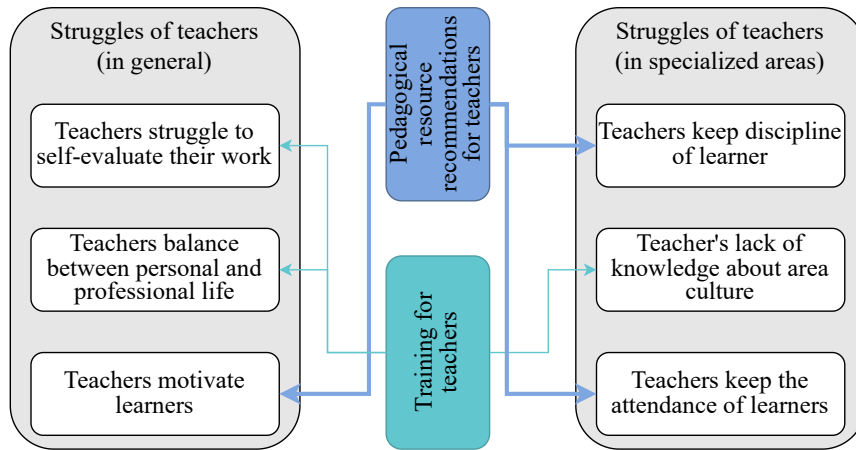 Struggles of teachers
(in general)
Teachers struggle to
self-evaluate their work
Teachers balance
between personal and
professional life
Teachers motivate
learners
Pedagogical
resource
recommendations
for teachers
Training for
teachers
Struggles of teachers
(in specialized areas)
Teachers keep discipline
of learner
Teacher's lack of
knowledge about area
culture
Teachers keep the
attendance of learners